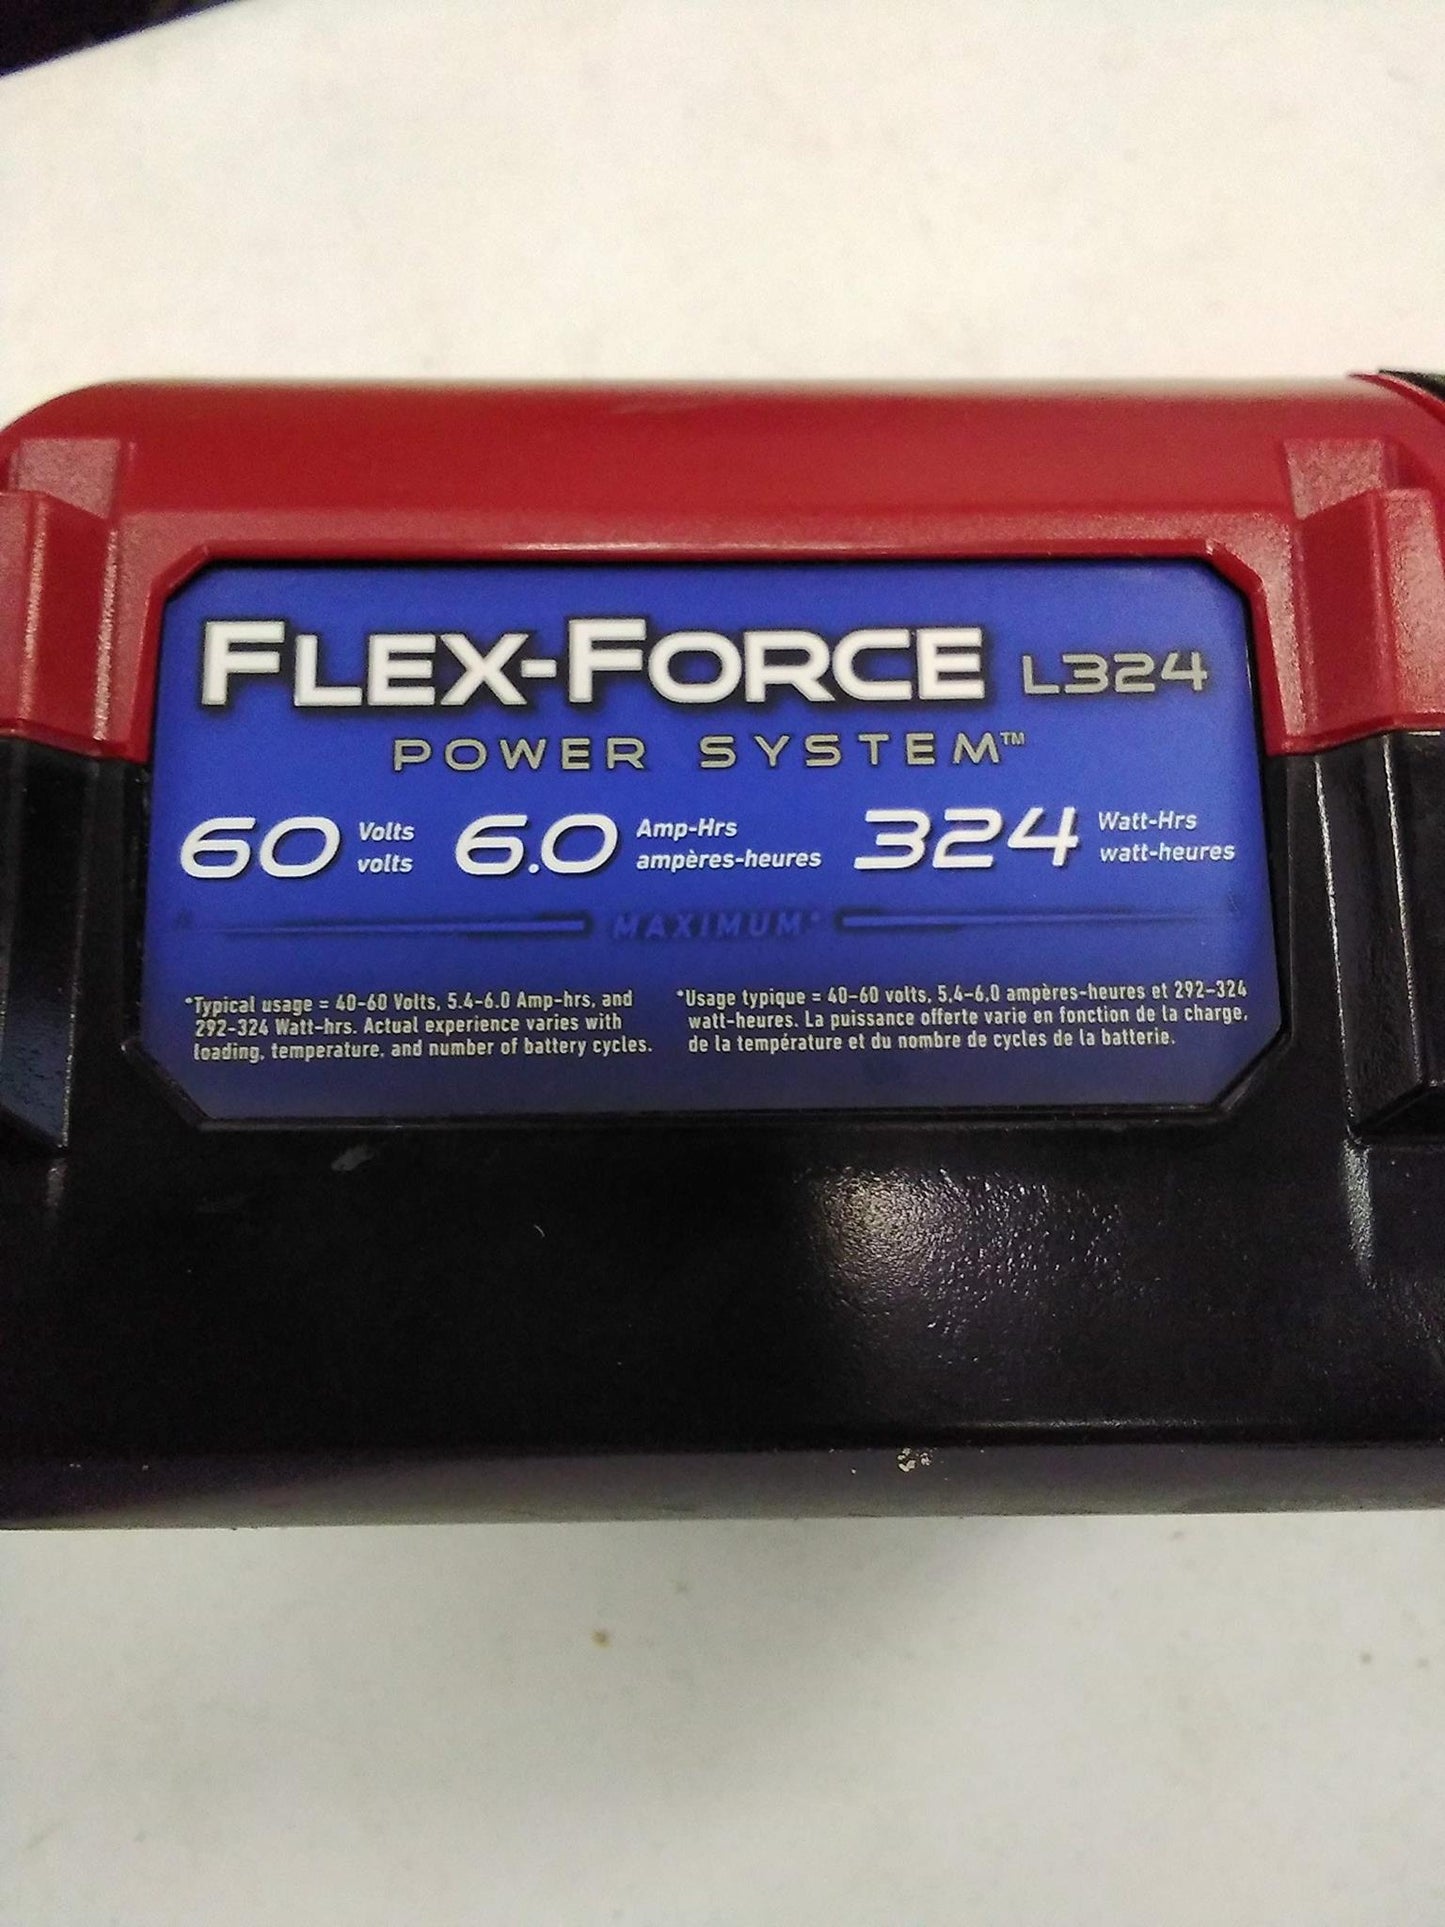 FLEX-FORCE L324
POWER SYSTEM™
60 Volts volts 6.0 Amp-Hrs ampères-heures 324 Watt-Hrs watt-heures
MAXIMUM*
*Typical usage = 40-60 Volts, 5.4-6.0 Amp-hrs, and
292-324 Watt-hrs. Actual experience varies with
loading, temperature, and number of battery cycles.
*Usage typique = 40-60 volts, 5,4-6,0 ampères-heures et 292-324
watt-heures. La puissance offerte varie en fonction de la charge,
de la température et du nombre de cycles de la batterie.